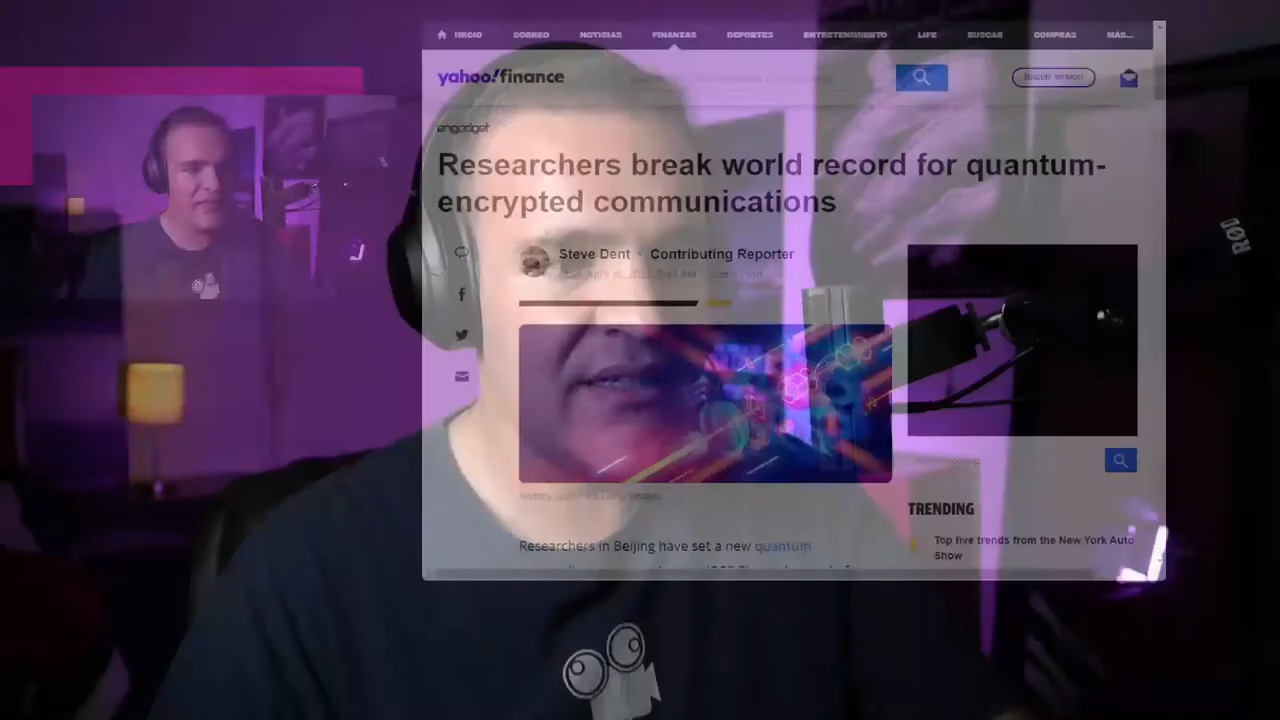 INICIO CORREO NOTICIAS FINANZAS DEPORTES ENTRETENIMIENTO LIFE BUSCAR COMPRAS MÁS...
yahoo!finance
engadget
Researchers break world record for quantum-
encrypted communications
Steve Dent · Contributing Reporter
RØD
TRENDING
Top five trends from the New York Auto
Show
Researchers in Beijing have set a new quantum